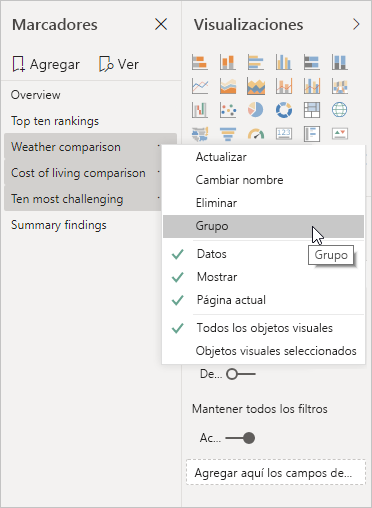 Marcadores
Visualizaciones
Agregar
Ver
Overview
Top ten rankings
Weather comparison
Cost of living comparison
Ten most challenging
Summary findings
123
Actualizar
Cambiar nombre
Eliminar
Grupo
Grupo
Datos
Mostrar
Página actual
Todos los objetos visuales
Objetos visuales seleccionados
De...
Mantener todos los filtros
Ac...
Agregar aquí los campos de...